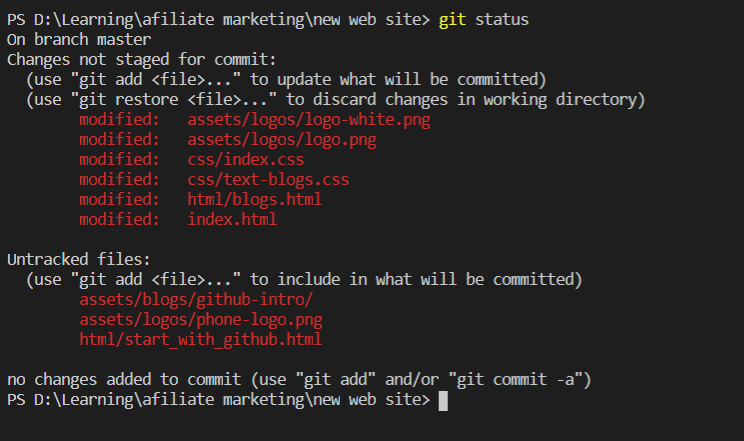 PS D:\Learning\afiliate marketing\new web site> git status
On branch master
Changes not staged for commit:
  (use "git add <file>..." to update what will be committed)
  (use "git restore <file>..." to discard changes in working directory)
        modified:   assets/logos/logo-white.png
        modified:   assets/logos/logo.png
        modified:   css/index.css
        modified:   css/text-blogs.css
        modified:   html/blogs.html
        modified:   index.html

Untracked files:
  (use "git add <file>..." to include in what will be committed)
        assets/blogs/github-intro/
        assets/logos/phone-logo.png
        html/start_with_github.html

no changes added to commit (use "git add" and/or "git commit -a")
PS D:\Learning\afiliate marketing\new web site>